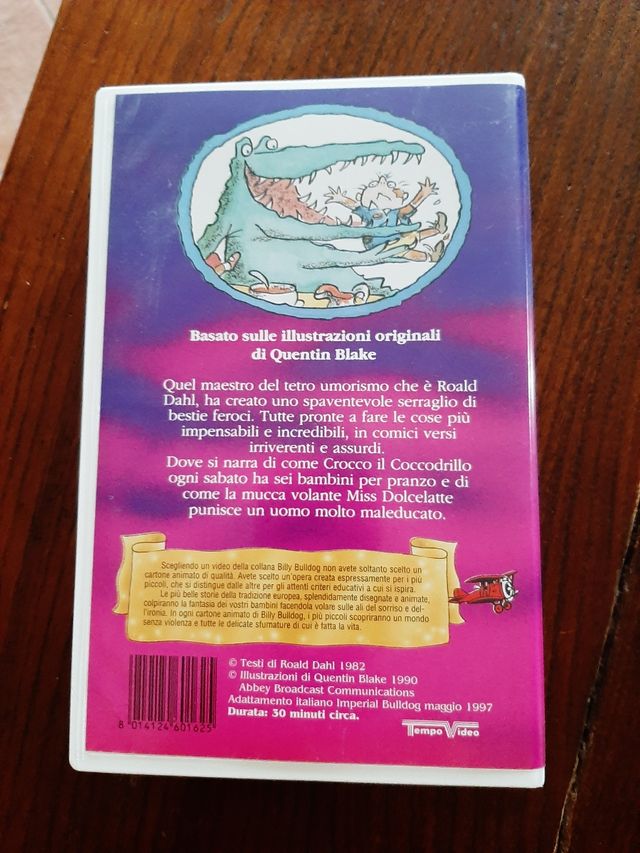 Basato sulle illustrazioni originali
di Quentin Blake
Quel maestro del tetro umorismo che è Roald
Dahl, ha creato uno spaventevole serraglio di
bestie feroci. Tutte pronte a fare le cose più
impensabili e incredibili, in comici versi
irriverenti e assurdi.
Dove si narra di come Crocco il Coccodrillo
ogni sabato ha sei bambini per pranzo e di
come la mucca volante Miss Dolcelatte
punisce un uomo molto maleducato.
Scegliendo un video della collana Billy Bulldog non avete soltanto scelto un
cartone animato di qualità. Avete scelto un'opera creata espressamente per i più
piccoli, che si distingue dalle altre per gli attenti criteri educativi a cui si ispira.
Le più belle storie della tradizione europea, splendidamente disegnate e animate,
colpiranno la fantasia dei vostri bambini facendola volare sulle ali del sorriso e del-
l'ironia. In ogni cartone animato di Billy Bulldog, i più piccoli scopriranno un mondo
senza violenza e tutte le delicate sfumature di cui è fatta la vita.
© Testi di Roald Dahl 1982
© Illustrazioni di Quentin Blake 1990
Abbey Broadcast Communications
Adattamento italiano Imperial Bulldog maggio 1997
Durata: 30 minuti circa.
8 014124 601625
Tempo Video